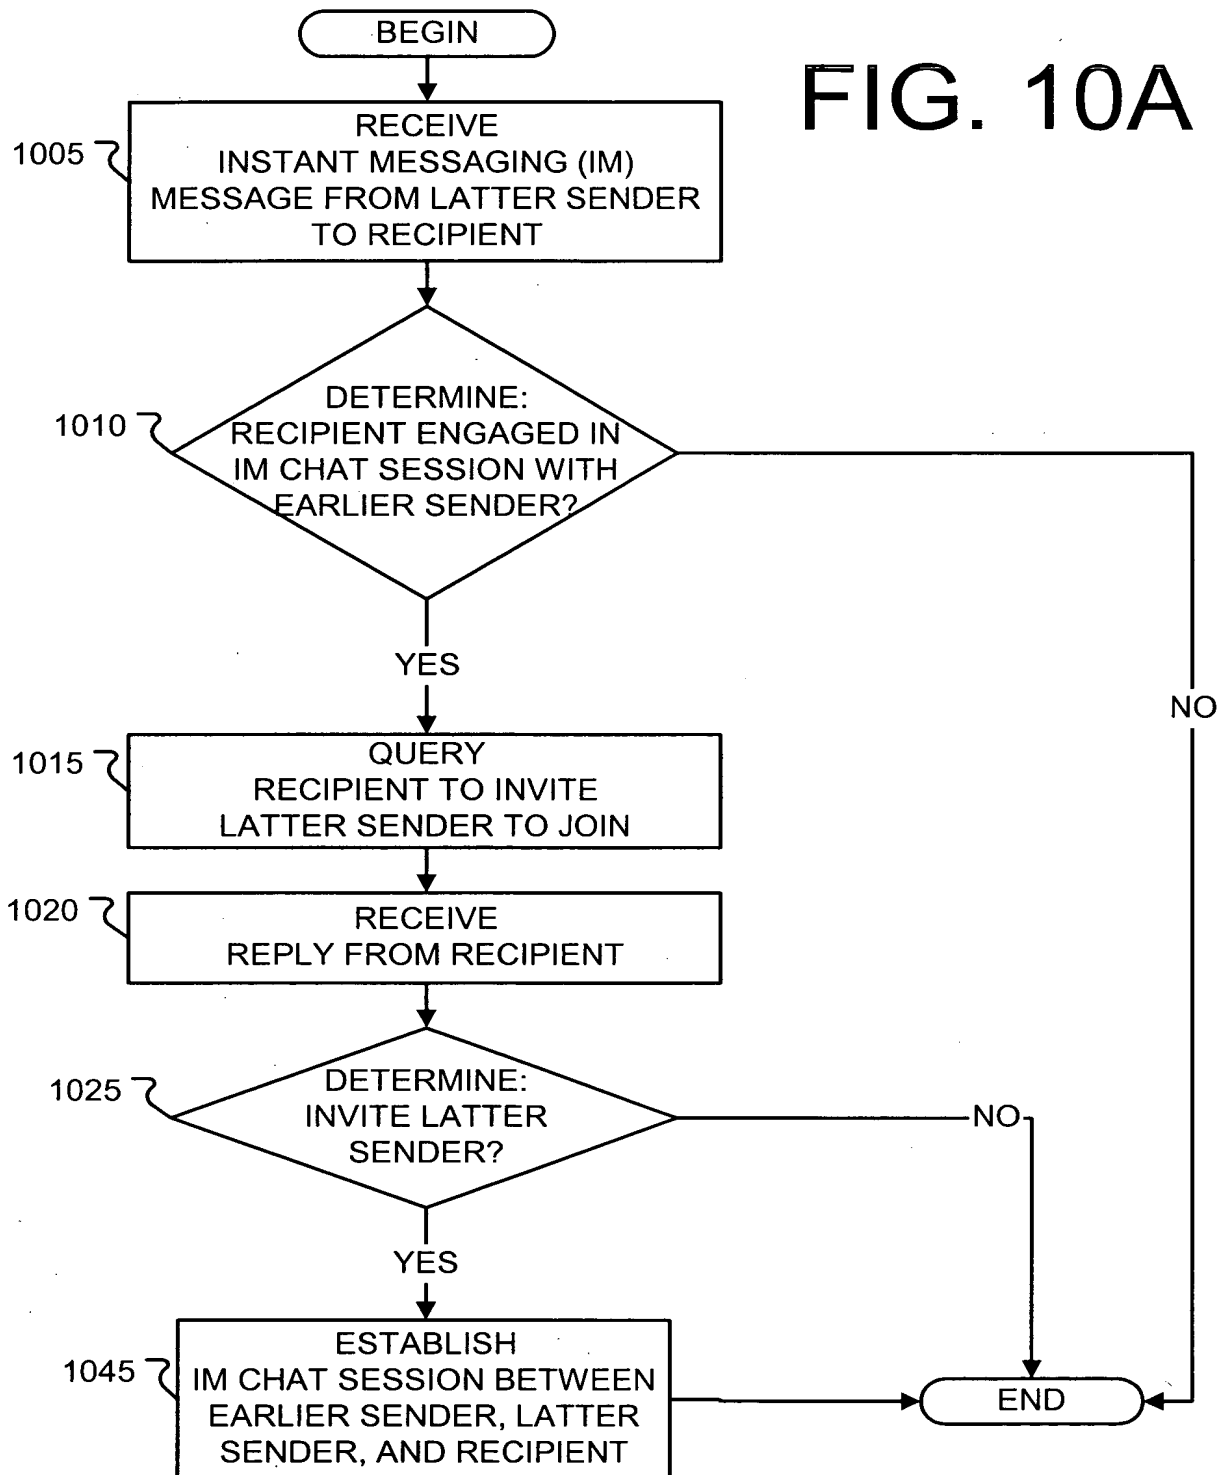 BEGIN
FIG. 10A
1005
RECEIVE
INSTANT MESSAGING (IM)
MESSAGE FROM LATTER SENDER
TO RECIPIENT
1010
DETERMINE:
RECIPIENT ENGAGED IN
IM CHAT SESSION WITH
EARLIER SENDER?
YES
NO
1015
QUERY
RECIPIENT TO INVITE
LATTER SENDER TO JOIN
1020
RECEIVE
REPLY FROM RECIPIENT
1025
DETERMINE:
INVITE LATTER
SENDER?
NO
YES
1045
ESTABLISH
IM CHAT SESSION BETWEEN
EARLIER SENDER, LATTER
SENDER, AND RECIPIENT
END